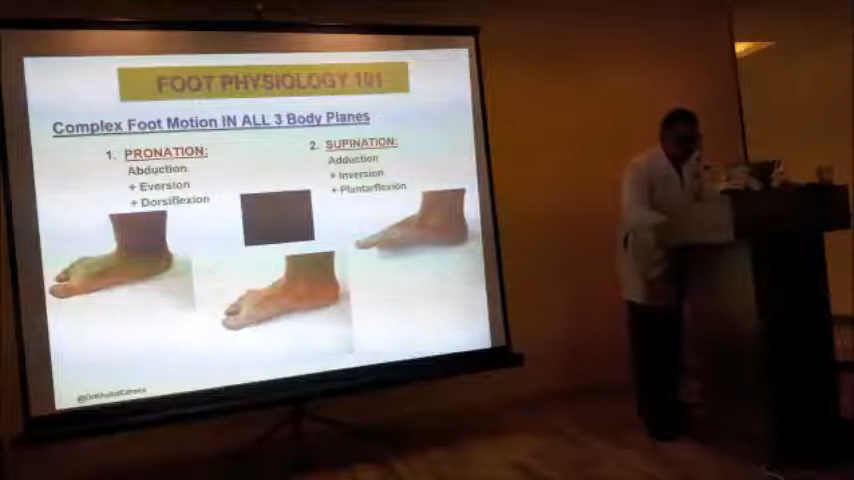 FOOT PHYSIOLOGY 101
Complex Foot Motion IN ALL 3 Body Planes
1. PRONATION:
Abduction
+ Eversion
+ Dorsiflexion
2. SUPINATION:
Adduction
+ Inversion
+ Plantarflexion